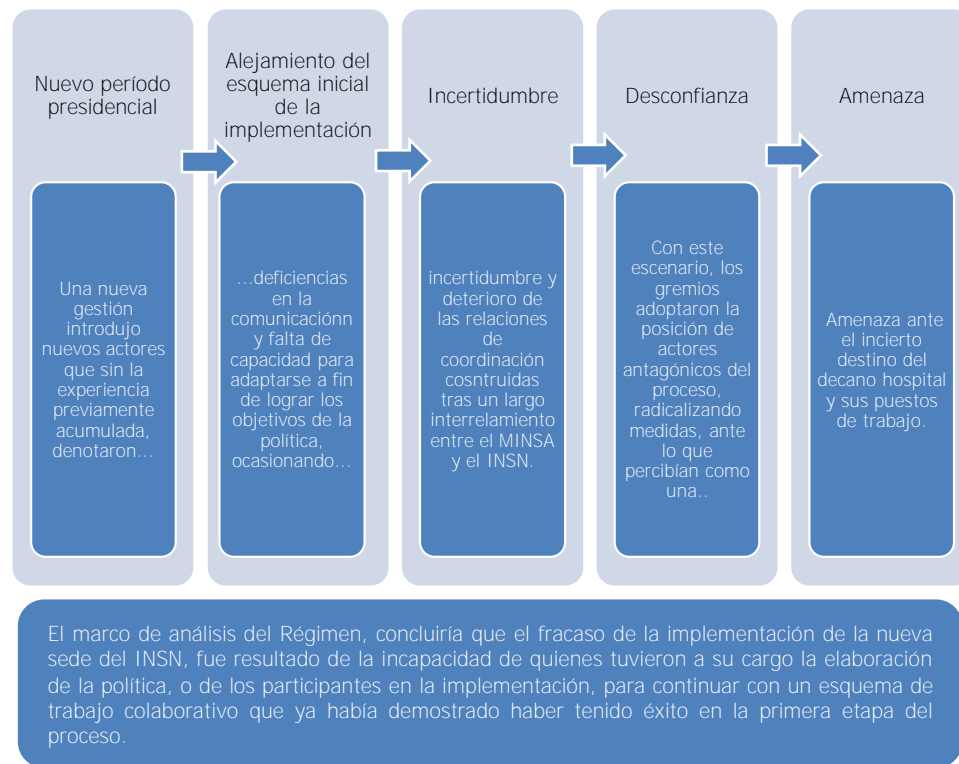 Nuevo período
presidencial
Una nueva
gestión
introdujo
nuevos actores
que sin la
experiencia
previamente
acumulada,
denotaron...
Alejamiento del
esquema inicial
de la
implementación
...deficiencias
en la
comunicaciónn
y falta de
capacidad para
adaptarse a fin
de lograr los
objetivos de la
política,
ocasionando...
Incertidumbre
incertidumbre y
deterioro de
las relaciones
de
coordinación
cosntruidas
tras un largo
interrelamiento
entre el MINSA
y el INSN.
Desconfianza
Con este
escenario, los
gremios
adoptaron la
posición de
actores
antagónicos del
proceso,
radicalizando
medidas, ante
lo que
percibían como
una..
Amenaza
Amenaza ante
el incierto
destino del
decano hospital
y sus puestos
de trabajo.
El marco de análisis del Régimen, concluiría que el fracaso de la implementación de la nueva
sede del INSN, fue resultado de la incapacidad de quienes tuvieron a su cargo la elaboración
de la política, o de los participantes en la implementación, para continuar con un esquema de
trabajo colaborativo que ya había demostrado haber tenido éxito en la primera etapa del
proceso.